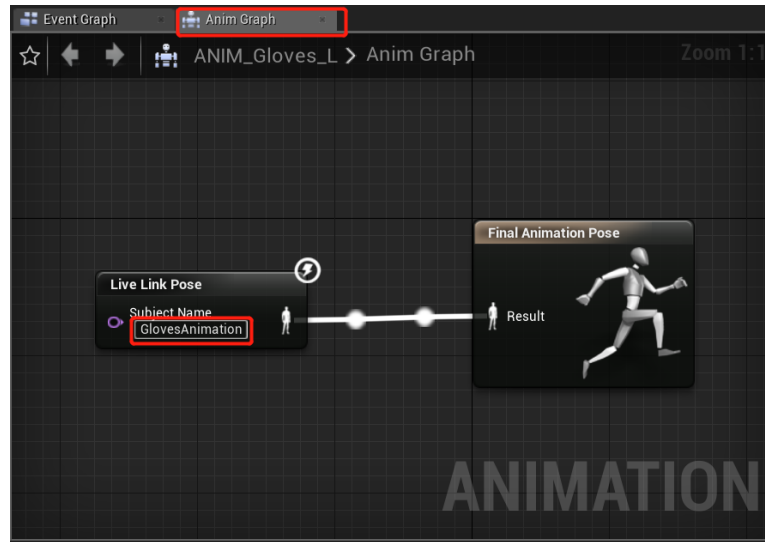 Event Graph
Anim Graph
ANIM_Gloves_L > Anim Graph
Zoom 1:1
Final Animation Pose
Live Link Pose
Subject Name
GlovesAnimation
Result
ANIMATION